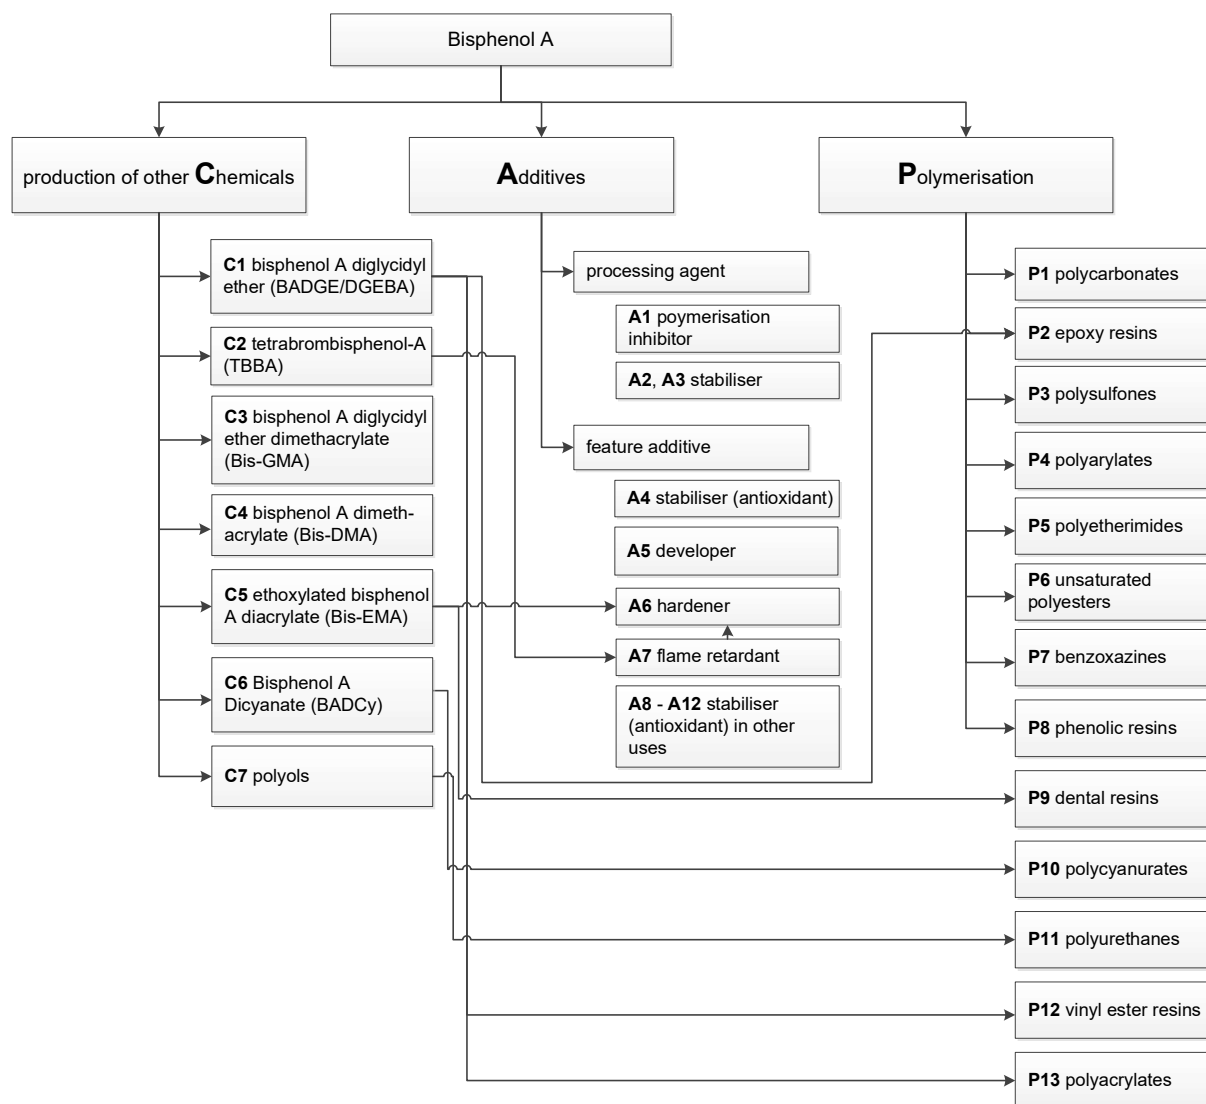 Bisphenol A
production of other Chemicals
Additives
Polymerisation
C1 bisphenol A diglycidyl
ether (BADGE/DGEBA)
C2 tetrabrombisphenol-A
(TBBA)
C3 bisphenol A diglycidyl
ether dimethacrylate
(Bis-GMA)
C4 bisphenol A dimeth-
acrylate (Bis-DMA)
C5 ethoxylated bisphenol
A diacrylate (Bis-EMA)
C6 Bisphenol A
Dicyanate (BADCy)
C7 polyols
processing agent
A1 poymerisation
inhibitor
A2, A3 stabiliser
feature additive
A4 stabiliser (antioxidant)
A5 developer
A6 hardener
A7 flame retardant
A8 - A12 stabiliser
(antioxidant) in other
uses
P1 polycarbonates
P2 epoxy resins
P3 polysulfones
P4 polyarylates
P5 polyetherimides
P6 unsaturated
polyesters
P7 benzoxazines
P8 phenolic resins
P9 dental resins
P10 polycyanurates
P11 polyurethanes
P12 vinyl ester resins
P13 polyacrylates